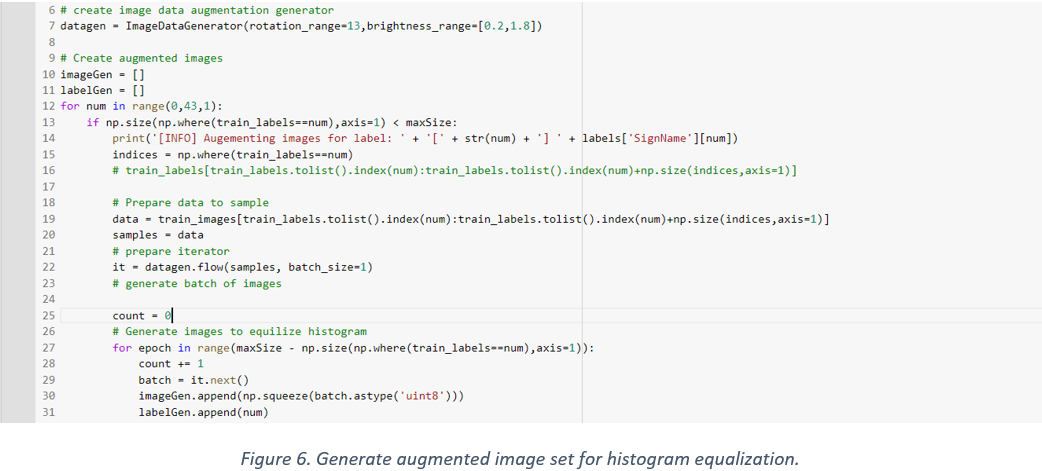 6 # create image data augmentation generator
7 datagen = ImageDataGenerator(rotation_range=13,brightness_range=[0.2,1.8])
8
9 # Create augmented images
10 imageGen = []
11 labelGen = []
12 for num in range(0,43,1):
13     if np.size(np.where(train_labels==num),axis=1) < maxSize:
14         print('[INFO] Augementing images for label: ' + '[' + str(num) + '] ' + labels['SignName'][num])
15         indices = np.where(train_labels==num)
16         # train_labels[train_labels.tolist().index(num):train_labels.tolist().index(num)+np.size(indices,axis=1)]
17
18         # Prepare data to sample
19         data = train_images[train_labels.tolist().index(num):train_labels.tolist().index(num)+np.size(indices,axis=1)]
20         samples = data
21         # prepare iterator
22         it = datagen.flow(samples, batch_size=1)
23         # generate batch of images
24
25         count = 0
26         # Generate images to equilize histogram
27         for epoch in range(maxSize - np.size(np.where(train_labels==num),axis=1)):
28             count += 1
29             batch = it.next()
30             imageGen.append(np.squeeze(batch.astype('uint8')))
31             labelGen.append(num)
Figure 6. Generate augmented image set for histogram equalization.